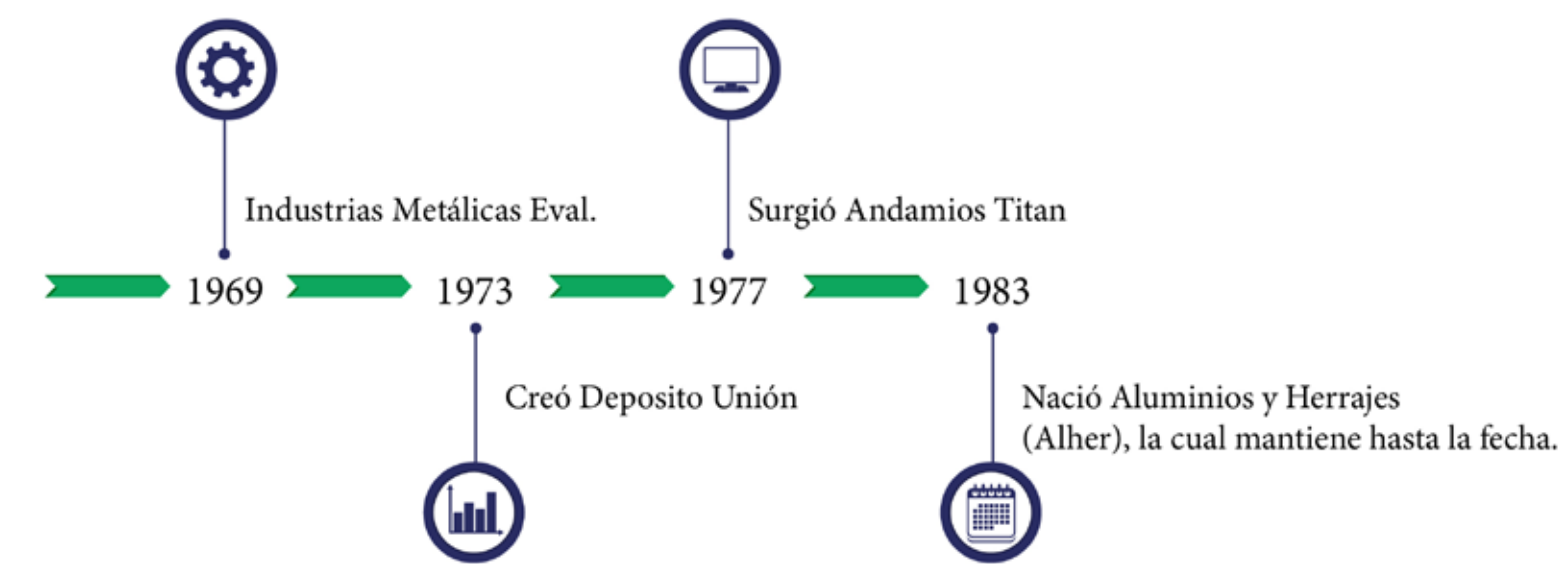 Industrias Metálicas Eval.
Surgió Andamios Titan
1969
1973
1977
1983
Creó Deposito Unión
Nació Aluminios y Herrajes
(Alher), la cual mantiene hasta la fecha.